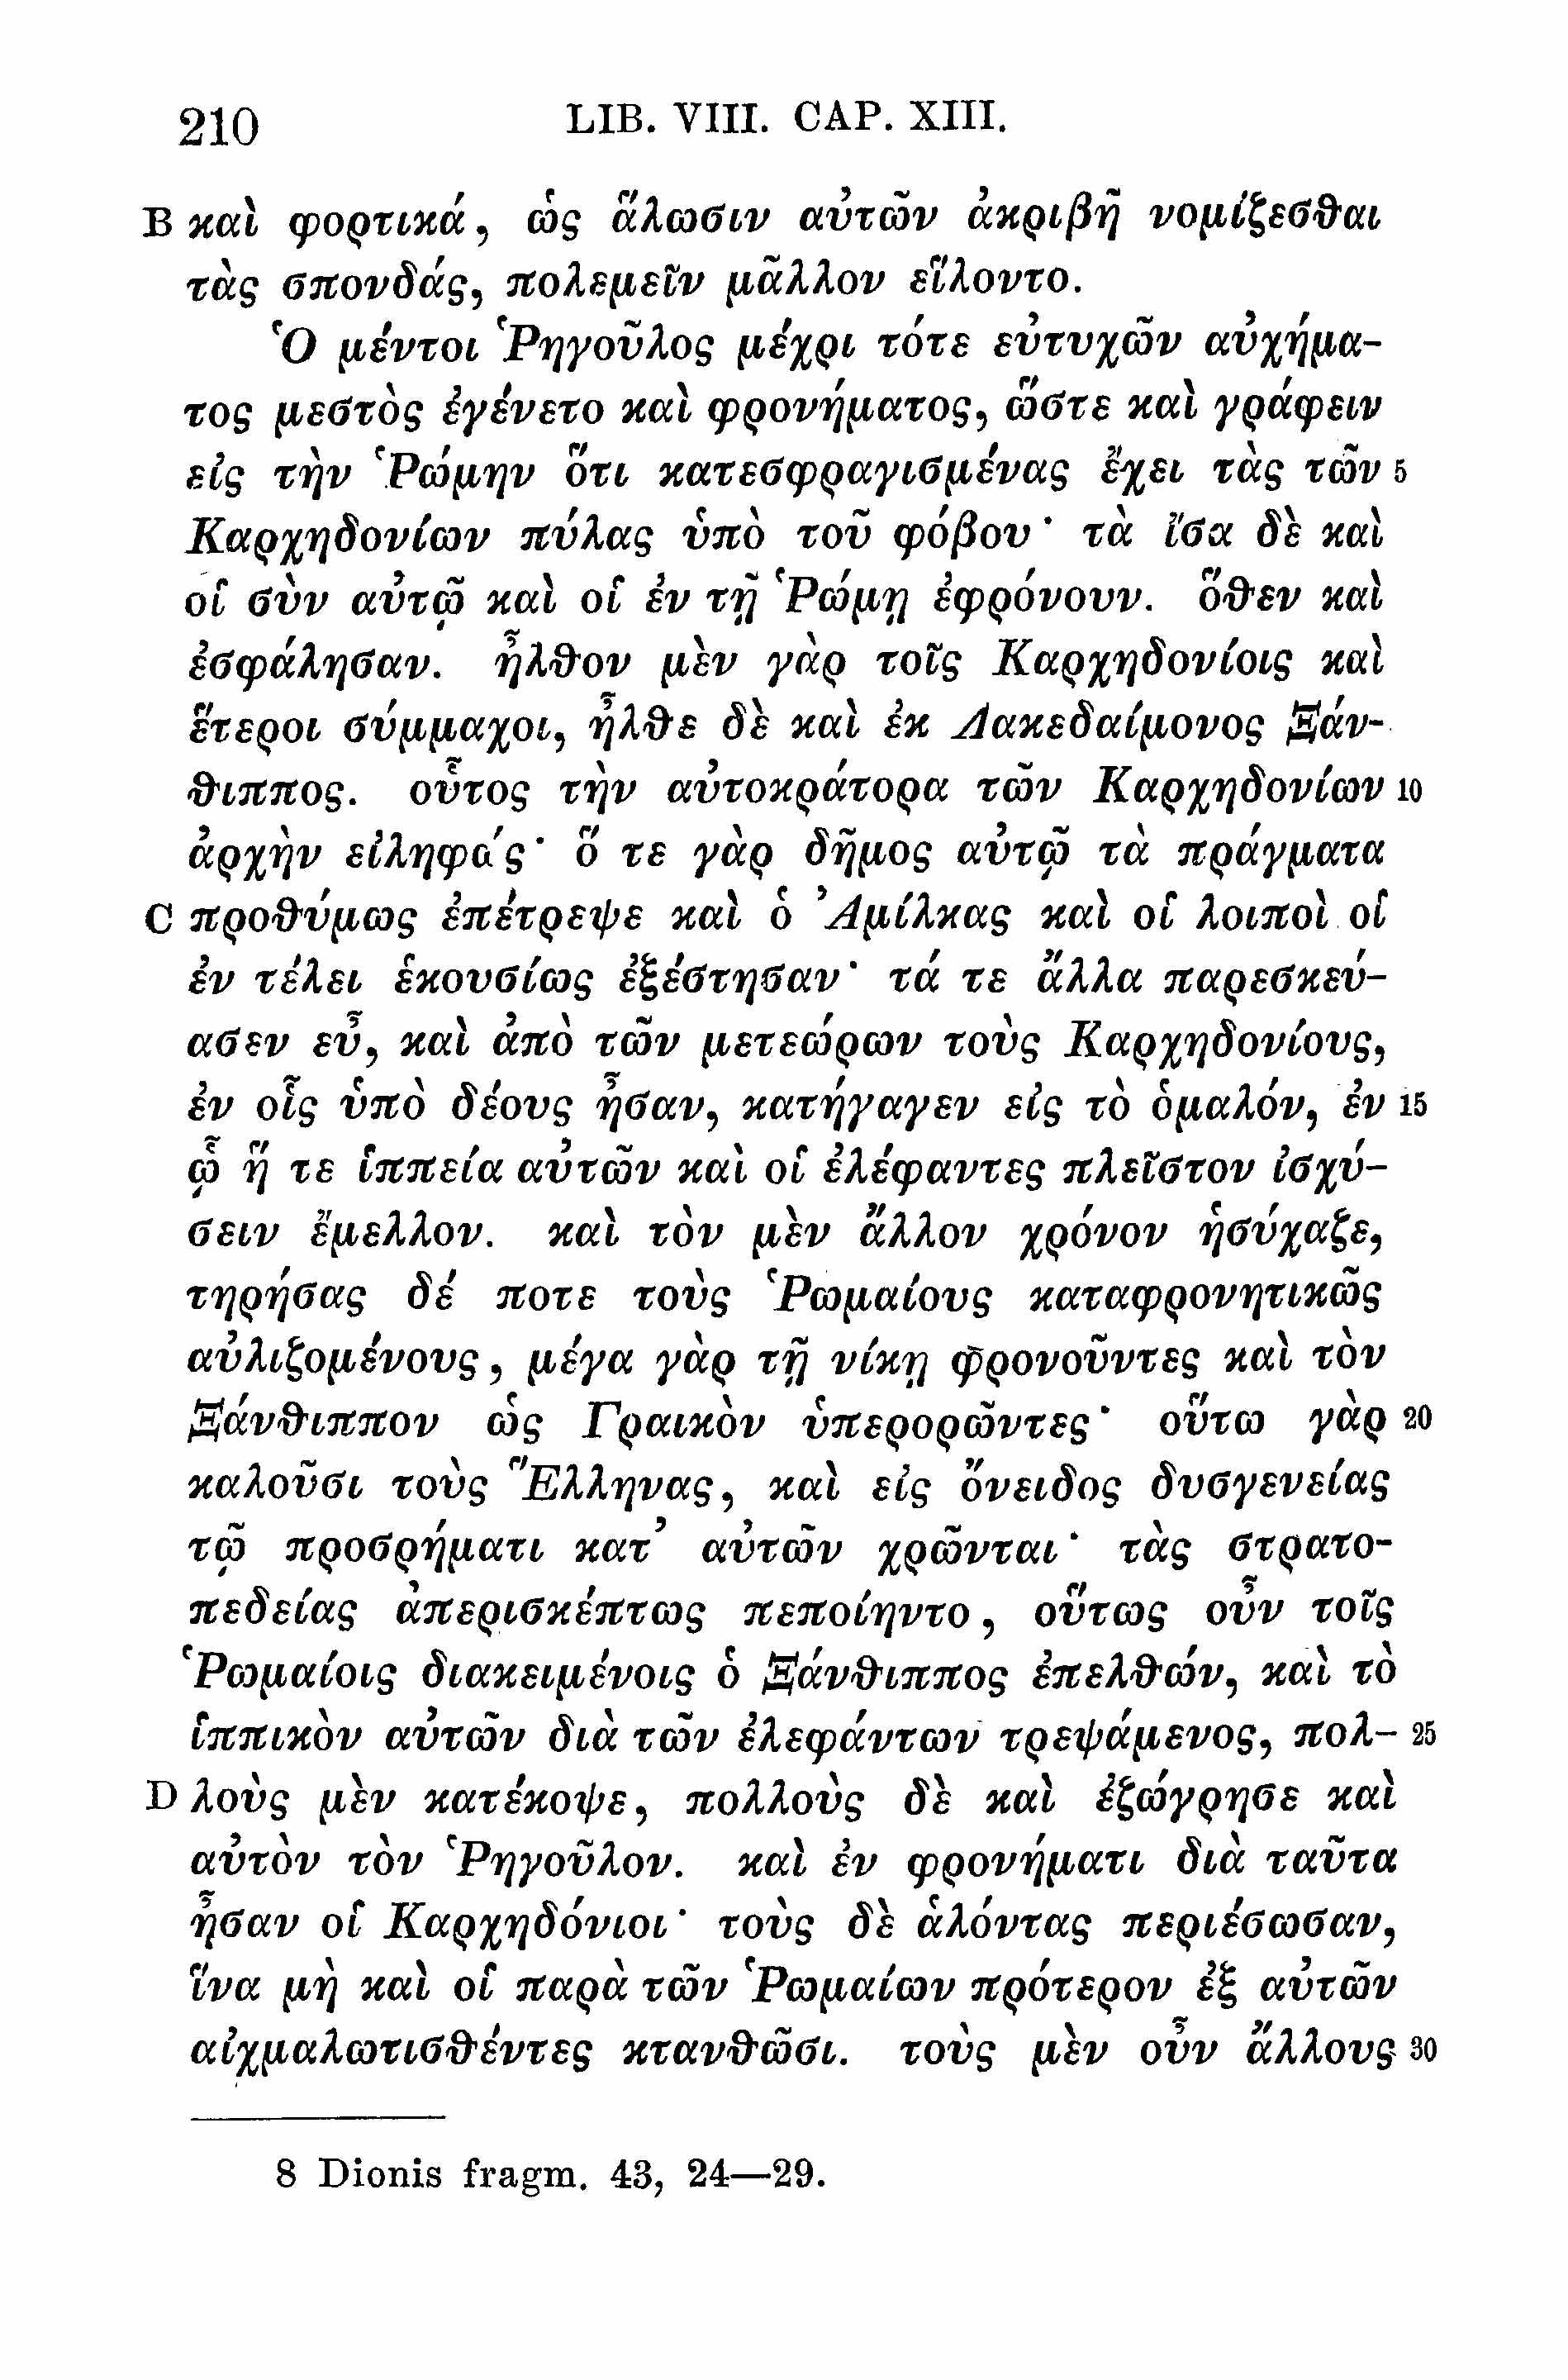 210 LIB. VIII. CAP. XIII.
B καὶ φορτικά, ὡς ἅλωσιν αὐτῶν ἀκριβῆ νομίζεσθαι
τὰς σπονδάς, πολεμεῖν μᾶλλον εἵλοντο.
Ὁ μέντοι Ῥηγοῦλος μέχρι τότε εὐτυχῶν αὐχήμα-
τος μεστὸς ἐγένετο καὶ φρονήματος, ὥστε καὶ γράφειν
εἰς τὴν Ῥώμην ὅτι κατεσφραγισμένας ἔχει τὰς τῶν 5
Καρχηδονίων πύλας ὑπὸ τοῦ φόβου· τὰ ἴσα δὲ καὶ
οἱ σὺν αὐτῷ καὶ οἱ ἐν τῇ Ῥώμῃ ἐφρόνουν. ὅθεν καὶ
ἐσφάλησαν. ἦλθον μὲν γὰρ τοῖς Καρχηδονίοις καὶ
ἕτεροι σύμμαχοι, ἦλθε δὲ καὶ ἐκ Λακεδαίμονος Ξάν-
θιππος. οὗτος τὴν αὐτοκράτορα τῶν Καρχηδονίων 10
ἀρχὴν εἰληφάς· ὅ τε γὰρ δῆμος αὐτῷ τὰ πράγματα
C προθύμως ἐπέτρεψε καὶ ὁ Ἀμίλκας καὶ οἱ λοιποὶ οἱ
ἐν τέλει ἑκουσίως ἐξέστησαν· τά τε ἄλλα παρεσκεύ-
ασεν εὖ, καὶ ἀπὸ τῶν μετεώρων τοὺς Καρχηδονίους,
ἐν οἷς ὑπὸ δέους ἦσαν, κατήγαγεν εἰς τὸ ὁμαλόν, ἐν 15
ᾧ ἥ τε ἱππεία αὐτῶν καὶ οἱ ἐλέφαντες πλεῖστον ἰσχύ-
σειν ἔμελλον. καὶ τὸν μὲν ἄλλον χρόνον ἡσύχαζε,
τηρήσας δέ ποτε τοὺς Ῥωμαίους καταφρονητικῶς
αὐλιζομένους, μέγα γὰρ τῇ νίκῃ φρονοῦντες καὶ τὸν
Ξάνθιππον ὡς Γραικὸν ὑπερορῶντες· οὕτω γὰρ 20
καλοῦσι τοὺς Ἕλληνας, καὶ εἰς ὄνειδος δυσγενείας
τῷ προσρήματι κατ’ αὐτῶν χρῶνται· τὰς στρατο-
πεδείας ἀπερισκέπτως πεποίηντο, οὕτως οὖν τοῖς
Ῥωμαίοις διακειμένοις ὁ Ξάνθιππος ἐπελθών, καὶ τὸ
ἱππικὸν αὐτῶν διὰ τῶν ἐλεφάντων τρεψάμενος, πολ- 25
D λοὺς μὲν κατέκοψε, πολλοὺς δὲ καὶ ἐζώγρησε καὶ
αὐτὸν τὸν Ῥηγοῦλον. καὶ ἐν φρονήματι διὰ ταῦτα
ἦσαν οἱ Καρχηδόνιοι· τοὺς δὲ ἁλόντας περιέσωσαν,
ἵνα μὴ καὶ οἱ παρὰ τῶν Ῥωμαίων πρότερον ἐξ αὐτῶν
αἰχμαλωτισθέντες κτανθῶσι. τοὺς μὲν οὖν ἄλλους 30
8 Dionis fragm. 43, 24—29.